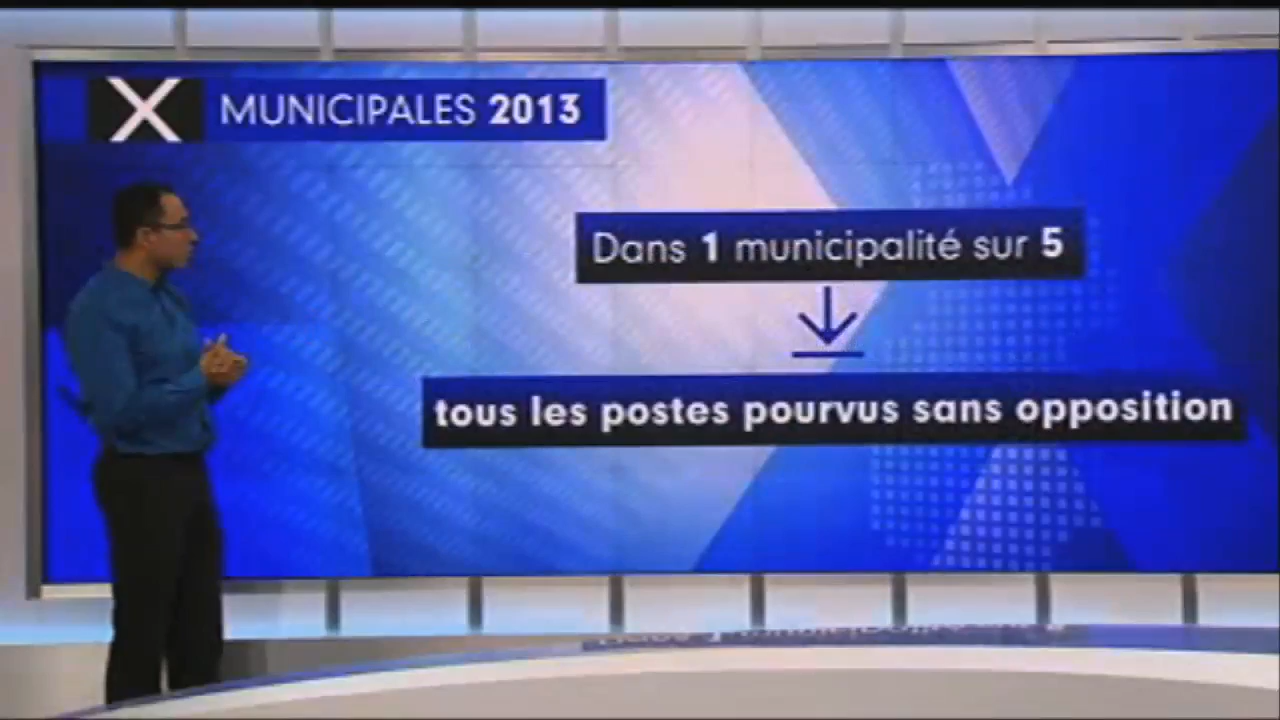 X MUNICIPALES 2013
Dans 1 municipalité sur 5
tous les postes pourvus sans opposition